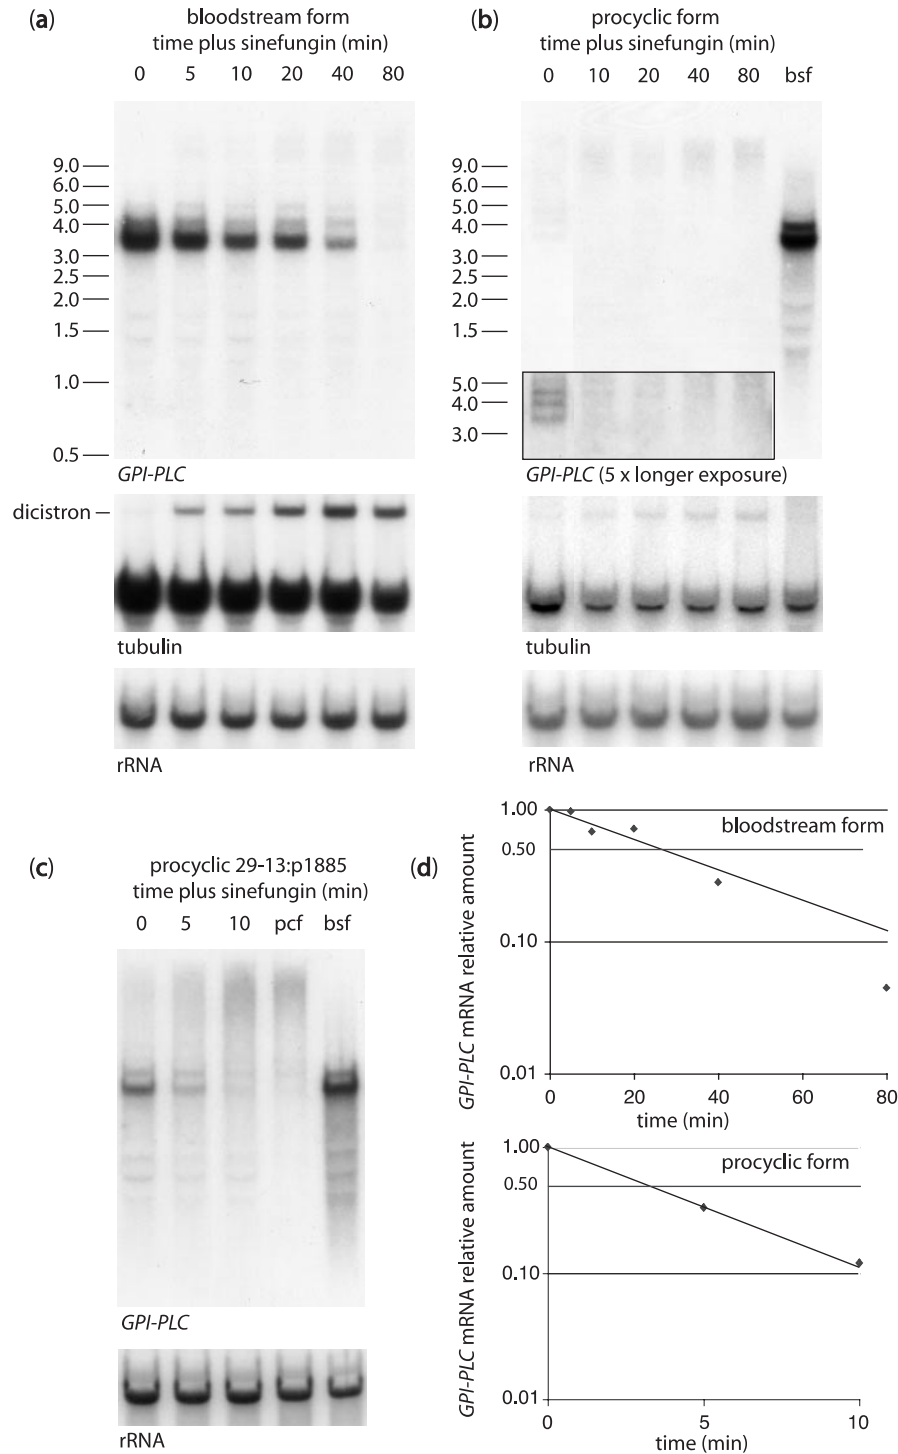 (a)
bloodstream form
time plus sinefungin (min)
0 5 10 20 40 80
9.0
6.0
5.0
4.0
3.0
2.5
2.0
1.5
1.0
0.5
GPI-PLC
dicistron
tubulin
rRNA
(b)
procyclic form
time plus sinefungin (min)
0 10 20 40 80 bsf
9.0
6.0
5.0
4.0
3.0
2.5
2.0
1.5
5.0
4.0
3.0
GPI-PLC (5 x longer exposure)
tubulin
rRNA
(c)
procyclic 29-13:p1885
time plus sinefungin (min)
0 5 10 pcf bsf
GPI-PLC
rRNA
(d)
GPI-PLC mRNA relative amount
1.00
0.50
0.10
0.01
bloodstream form
0 20 40 60 80
time (min)
GPI-PLC mRNA relative amount
1.00
0.50
0.10
0.01
procyclic form
0 5 10
time (min)